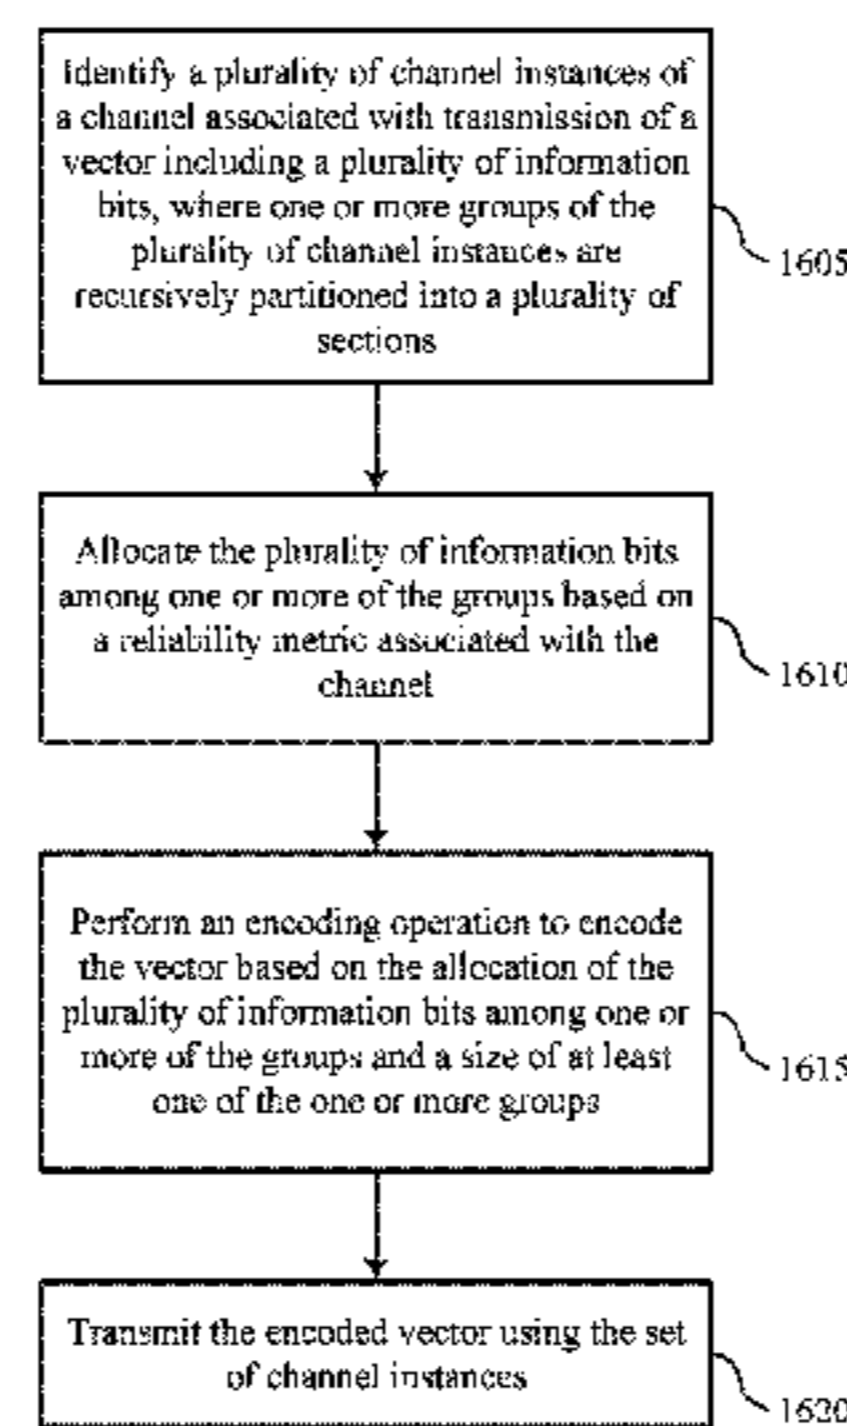 Identify a plurality of channel instances of
a channel associated with transmission of a
vector including a plurality of information
bits, where one or more groups of the
plurality of channel instances are
recursively partitioned into a plurality of
sections
1605
Allocate the plurality of information bits
among one or more of the groups based on
a reliability metric associated with the
channel
1610
Perform an encoding operation to encode
the vector based on the allocation of the
plurality of information bits among one or
more of the groups and a size of at least
one of the one or more groups
1615
Transmit the encoded vector using the set
of channel instances
1620